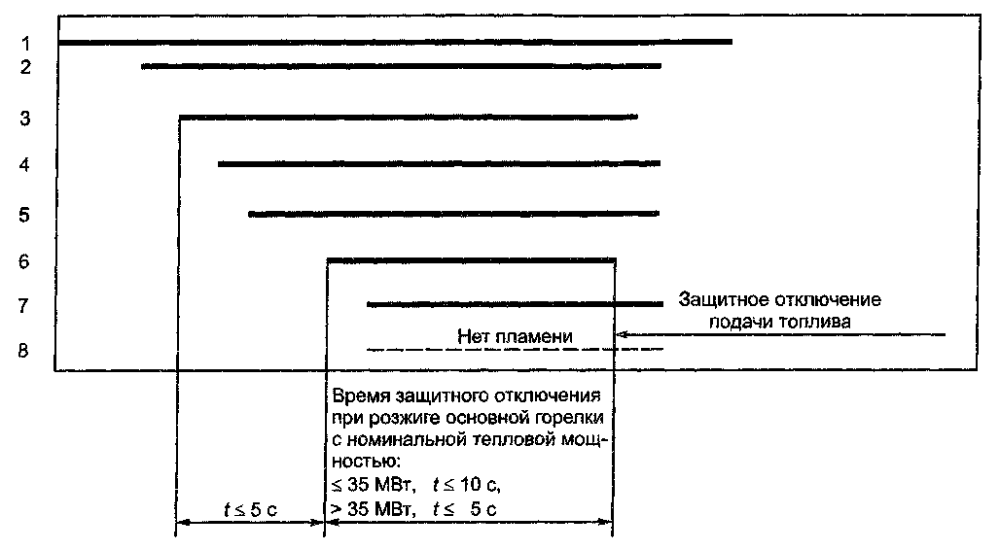 1
2
3
4
5
6
7
Защитное отключение
подачи топлива
Нет пламени
8
Время защитного отключения
при розжиге основной горелки
с номинальной тепловой мощ-
ностью:
≤ 35 МВт, t ≤ 10 с,
t ≤ 5 с
> 35 МВт, t ≤ 5 с